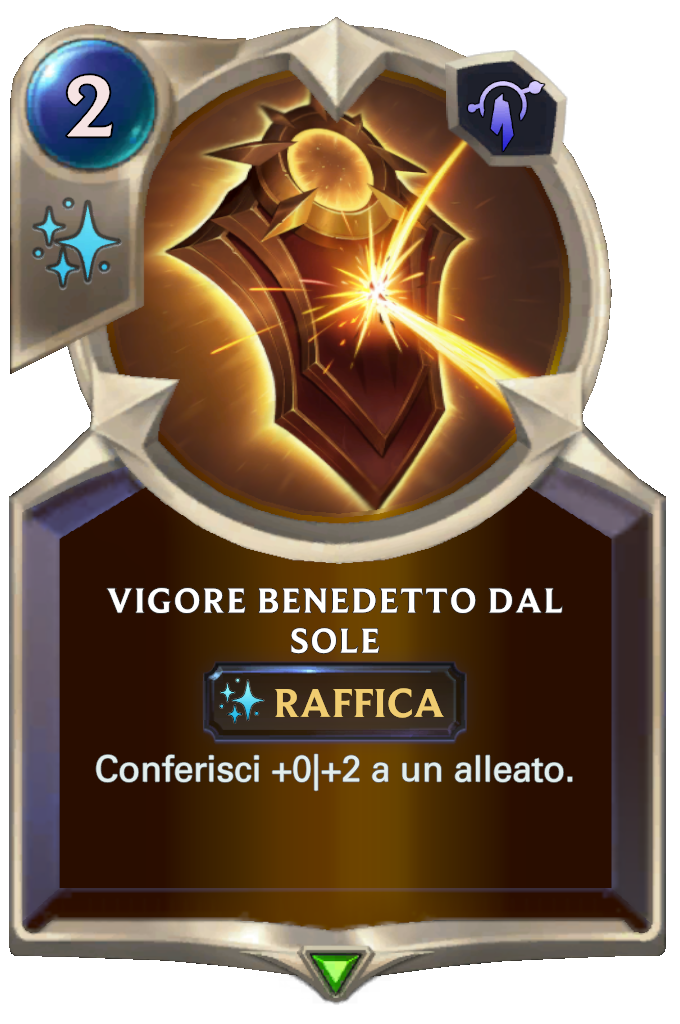 2
VIGORE BENEDETTO DAL
SOLE
RAFFICA
Conferisci +0|+2 a un alleato.